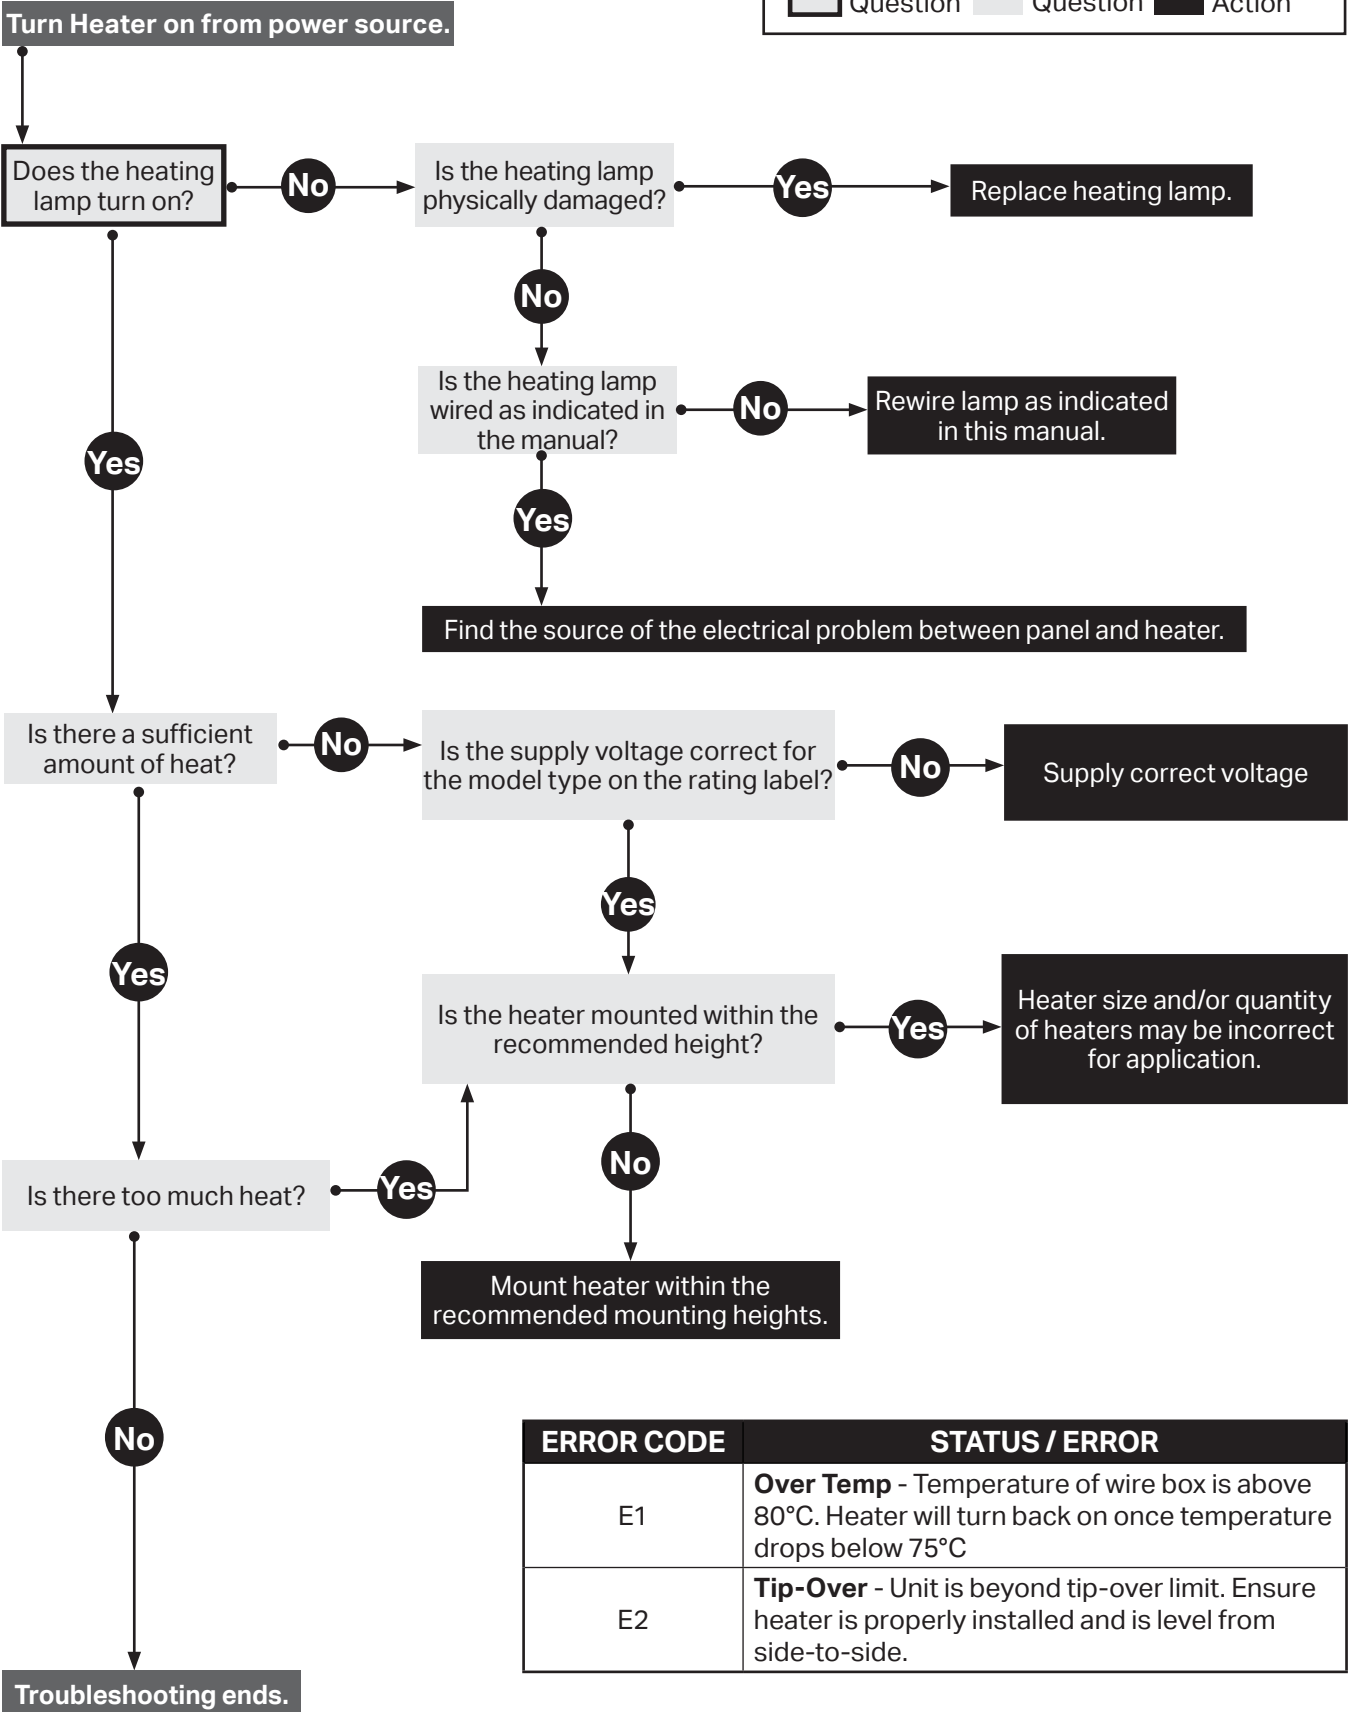 Question Question Action
Turn Heater on from power source.
Does the heating
lamp turn on?
No
Is the heating lamp
physically damaged?
Yes
Replace heating lamp.
No
Is the heating lamp
wired as indicated in
the manual?
No
Rewire lamp as indicated
in this manual.
Yes
Yes
Find the source of the electrical problem between panel and heater.
Is there a sufficient
amount of heat?
No
Is the supply voltage correct for
the model type on the rating label?
No
Supply correct voltage
Yes
Yes
Is the heater mounted within the
recommended height?
Yes
Heater size and/or quantity
of heaters may be incorrect
for application.
No
Is there too much heat?
Yes
Mount heater within the
recommended mounting heights.
No
ERROR CODE STATUS / ERROR
E1
Over Temp - Temperature of wire box is above
80°C. Heater will turn back on once temperature
drops below 75°C
E2
Tip-Over - Unit is beyond tip-over limit. Ensure
heater is properly installed and is level from
side-to-side.
Troubleshooting ends.